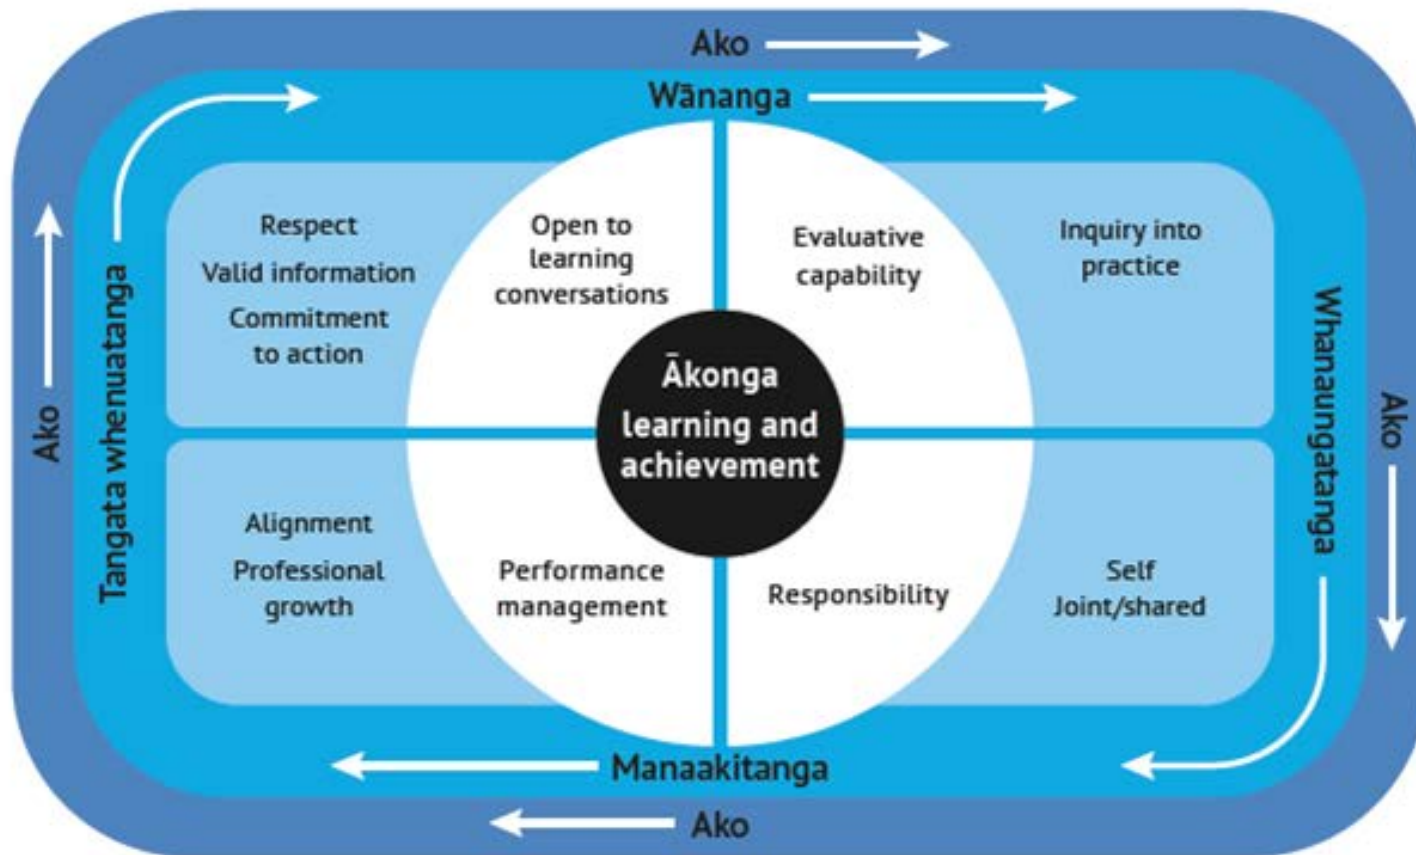 Ako
Wānanga
Ako
Tangata whenuatanga
Respect
Valid information
Commitment
to action
Open to
learning
conversations
Evaluative
capability
Inquiry into
practice
Ākonga
learning and
achievement
Alignment
Professional
growth
Performance
management
Responsibility
Self
Joint/shared
Whanaungatanga
Ako
Manaakitanga
Ako